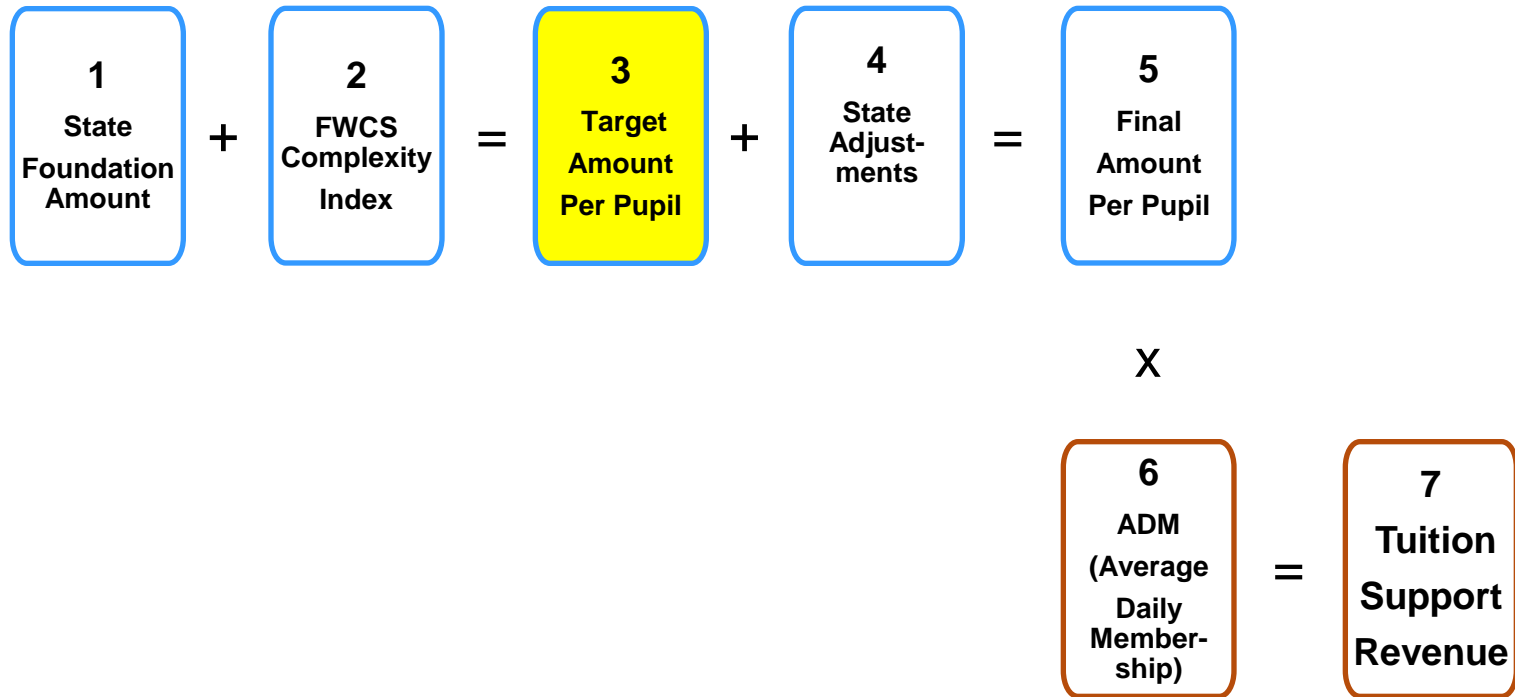 1
State
Foundation
Amount
+
2
FWCS
Complexity
Index
=
3
Target
Amount
Per Pupil
+
4
State
Adjust-
ments
=
5
Final
Amount
Per Pupil
x
6
ADM
(Average
Daily
Member-
ship)
=
7
Tuition
Support
Revenue